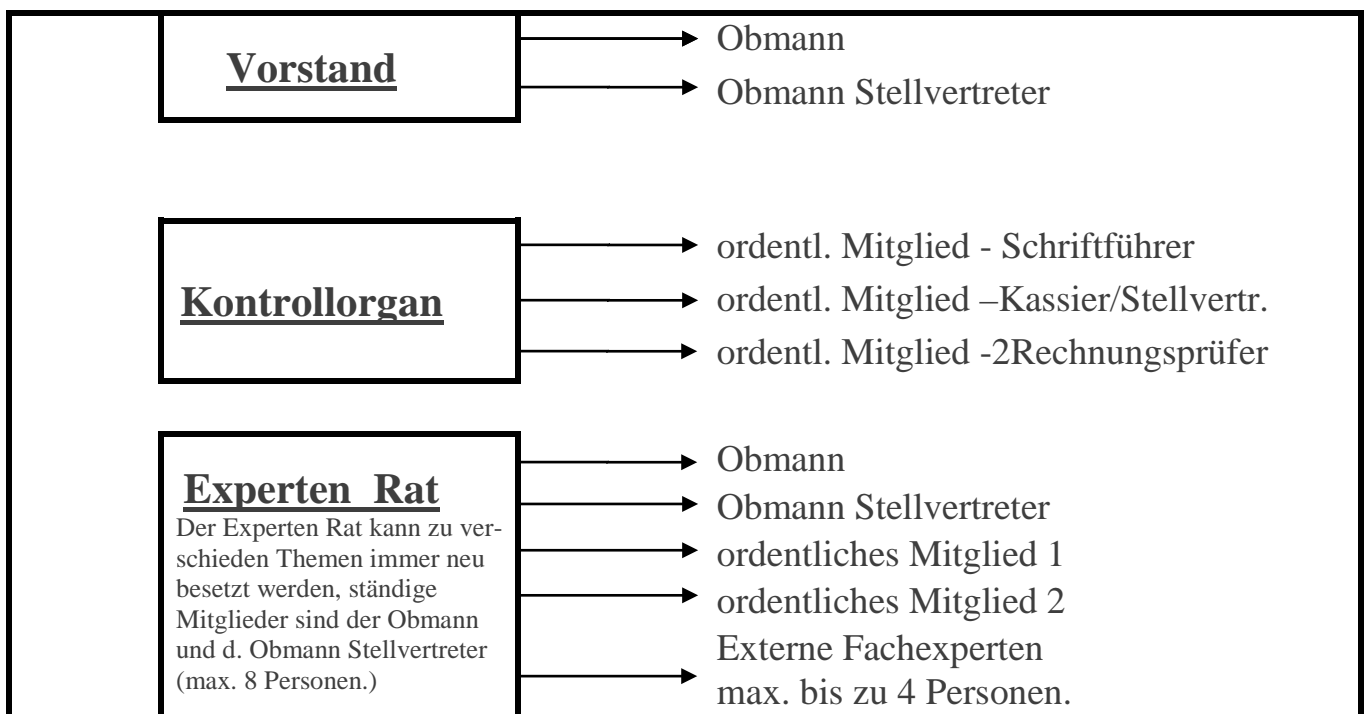 Vorstand
Obmann
Obmann Stellvertreter
Kontrollorgan
ordentl. Mitglied - Schriftführer
ordentl. Mitglied –Kassier/Stellvertr.
ordentl. Mitglied -2Rechnungsprüfer
Experten Rat
Der Experten Rat kann zu ver-
schieden Themen immer neu
besetzt werden, ständige
Mitglieder sind der Obmann
und d. Obmann Stellvertreter
(max. 8 Personen.)
Obmann
Obmann Stellvertreter
ordentliches Mitglied 1
ordentliches Mitglied 2
Externe Fachexperten
max. bis zu 4 Personen.